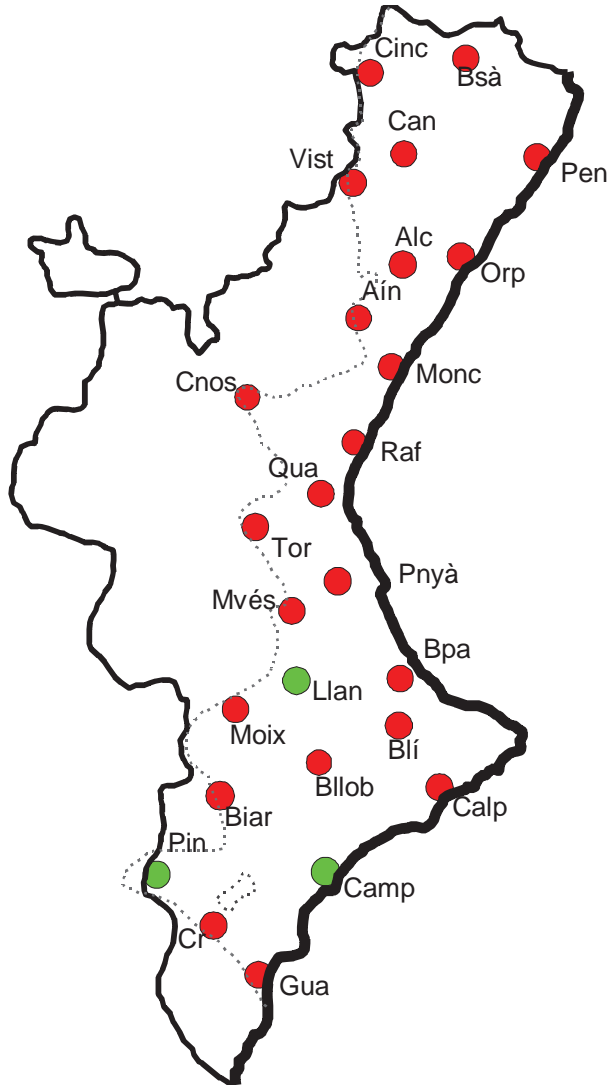 Cinc
Bsà
Can
Vist
Pen
Alc
Orp
Aín
Monc
Cnos
Raf
Qua
Tor
Pnyà
Mvés
Bpa
Llan
Moix
Blí
Bllob
Calp
Biar
Pin
Camp
Cr
Gua